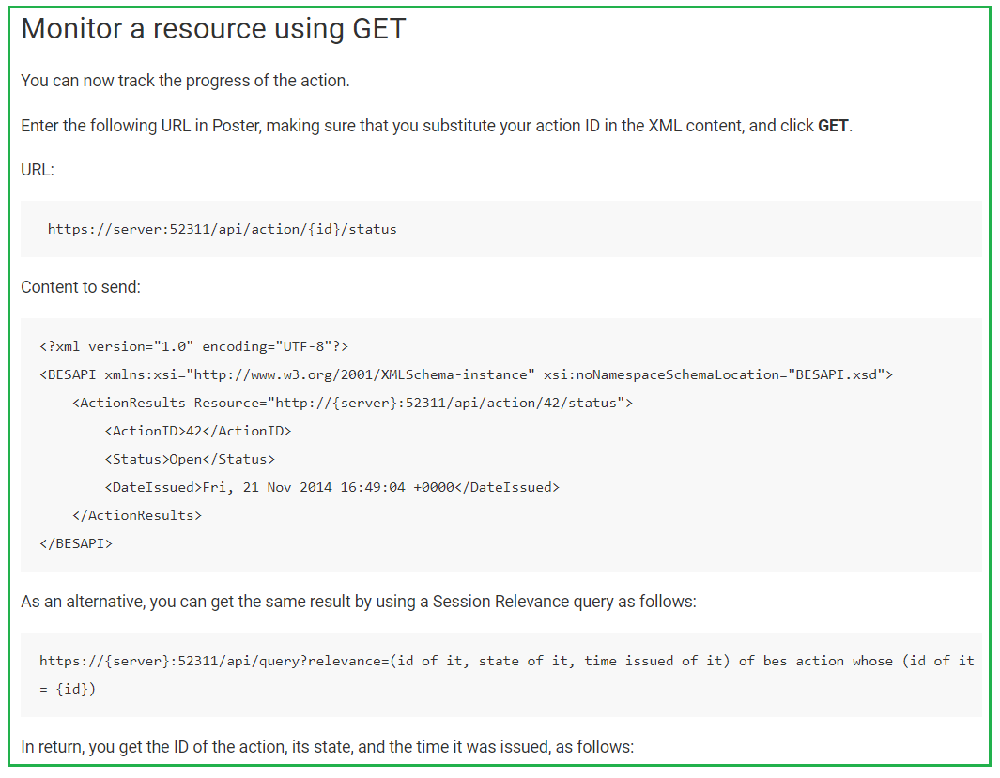 Monitor a resource using GET
You can now track the progress of the action.
Enter the following URL in Poster, making sure that you substitute your action ID in the XML content, and click GET.
URL:
https://server:52311/api/action/{id}/status
Content to send:
<?xml version="1.0" encoding="UTF-8"?>
<BESAPI xmlns:xsi="http://www.w3.org/2001/XMLSchema-instance" xsi:noNamespaceSchemaLocation="BESAPI.xsd">
<ActionResults Resource="http://{server}:52311/api/action/42/status">
<ActionID>42</ActionID>
<Status>Open</Status>
<DateIssued>Fri, 21 Nov 2014 16:49:04 +0000</DateIssued>
</ActionResults>
</BESAPI>
As an alternative, you can get the same result by using a Session Relevance query as follows:
https://{server}:52311/api/query?relevance=(id of it, state of it, time issued of it) of bes action whose (id of it
= {id})
In return, you get the ID of the action, its state, and the time it was issued, as follows: